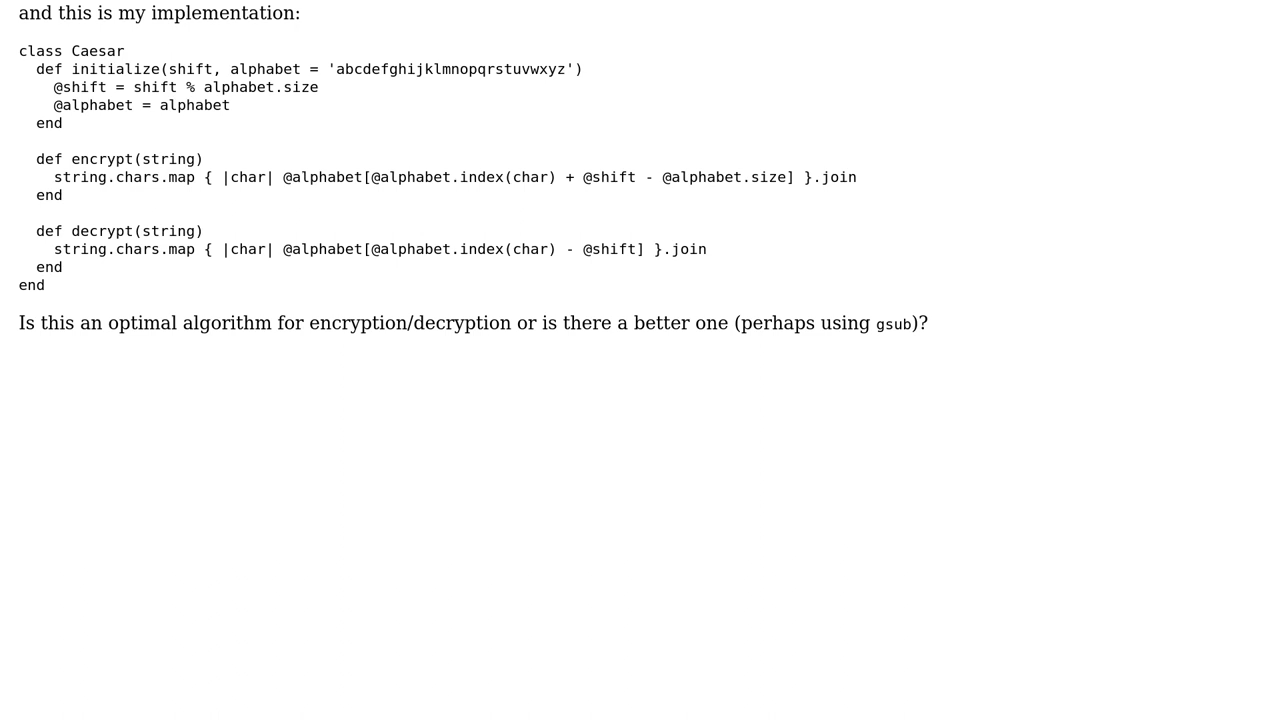 and this is my implementation:
class Caesar
  def initialize(shift, alphabet = 'abcdefghijklmnopqrstuvwxyz')
    @shift = shift % alphabet.size
    @alphabet = alphabet
  end
  def encrypt(string)
    string.chars.map { |char| @alphabet[@alphabet.index(char) + @shift - @alphabet.size] }.join
  end
  def decrypt(string)
    string.chars.map { |char| @alphabet[@alphabet.index(char) - @shift] }.join
  end
end
Is this an optimal algorithm for encryption/decryption or is there a better one (perhaps using gsub)?